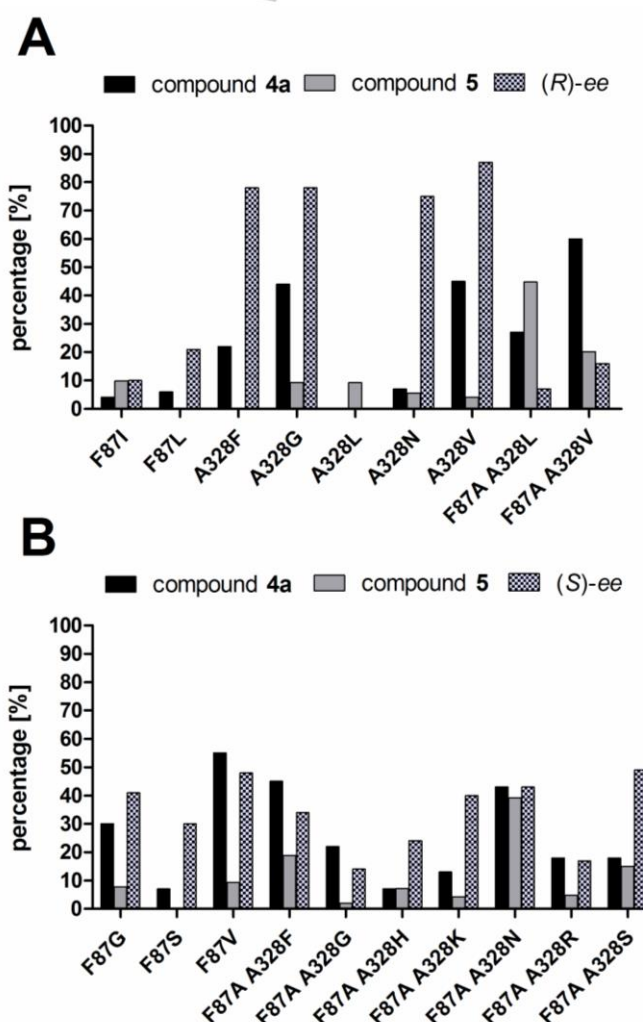 A
compound 4a compound 5 (R)-ee
percentage [%]
100
90
80
70
60
50
40
30
20
10
0
F87I
F87L
A328F
A328G
A328L
A328N
A328V
F87A A328L
F87A A328V
B
compound 4a compound 5 (S)-ee
percentage [%]
100
90
80
70
60
50
40
30
20
10
0
F87G
F87S
F87V
F87A A328F
F87A A328G
F87A A328H
F87A A328K
F87A A328N
F87A A328R
F87A A328S